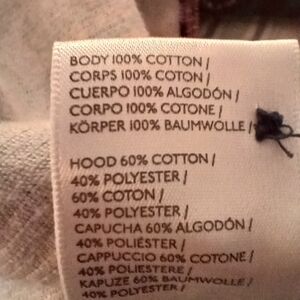 BODY 100% COTTON /
CORPS 100% COTON /
CUERPO 100% ALGODÓN /
CORPO 100% COTONE /
KÖRPER 100% BAUMWOLLE /
HOOD 60% COTTON /
40% POLYESTER /
60% COTON /
40% POLYESTER /
CAPUCHA 60% ALGODÓN /
40% POLIÉSTER /
CAPPUCCIO 60% COTONE /
40% POLIESTERE /
KAPUZE 60% BAUMWOLLE /
40% POLYESTER /